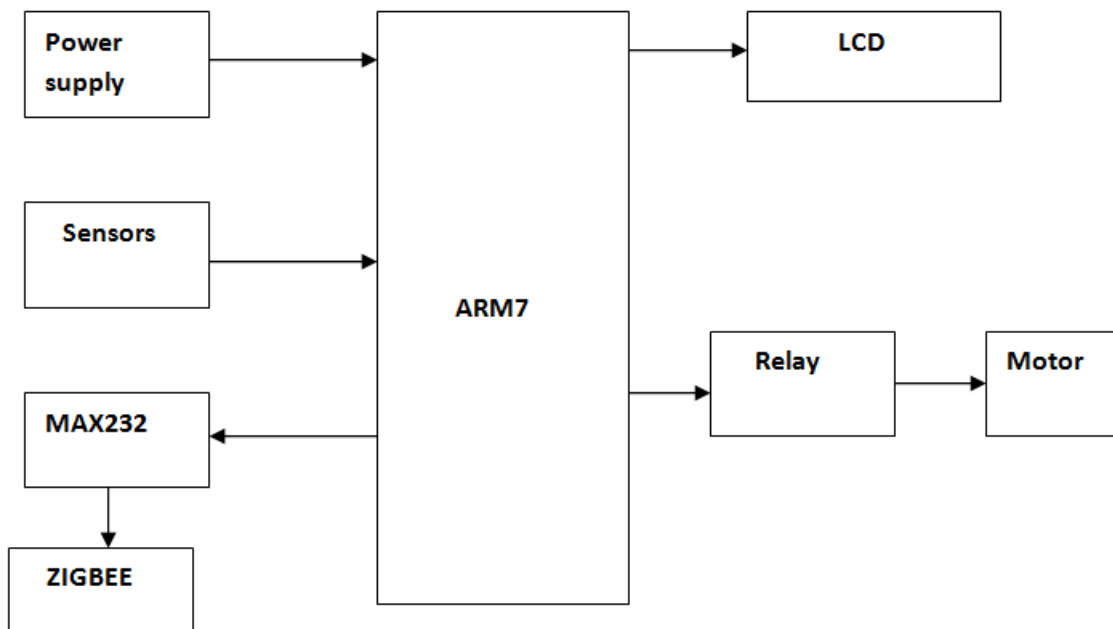 Power
supply
LCD
Sensors
ARM7
Relay
Motor
MAX232
ZIGBEE